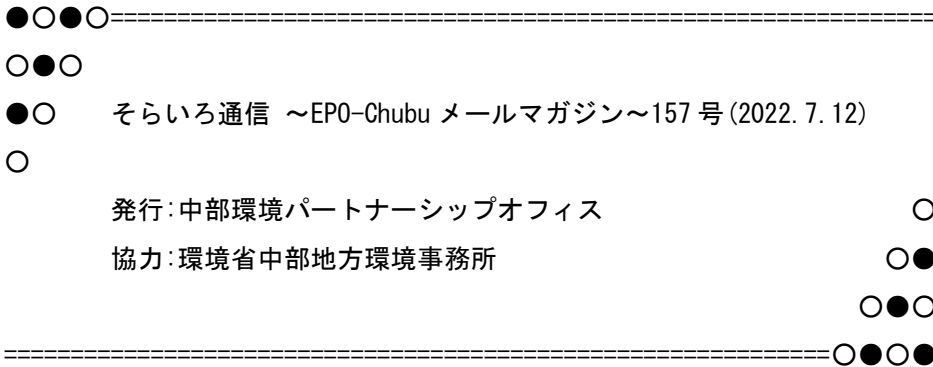 ●○●○==============================================================
○●○
●○ そらいろ通信 ～EPO-Chubu メールマガジン～157 号(2022.7.12)
○
発行:中部環境パートナーシップオフィス ○
協力:環境省中部地方環境事務所 ○●
○●○
==============================================================○●○●